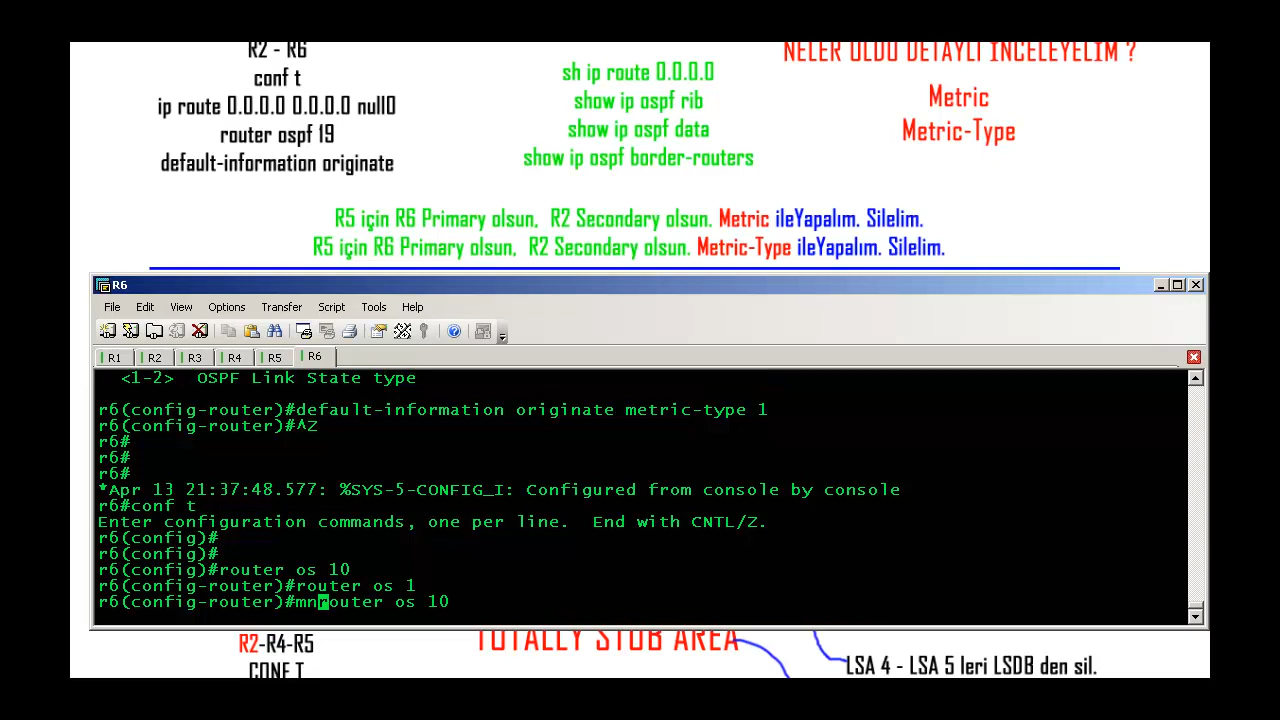 R2 - R6
conf t
ip route 0.0.0.0 0.0.0.0 null0
router ospf 19
default-information originate
sh ip route 0.0.0.0
show ip ospf rib
show ip ospf data
show ip ospf border-routers
NELER OLDU DETAYLI İNCELEYELİM ?
Metric
Metric-Type
R5 için R6 Primary olsun, R2 Secondary olsun. Metric ileYapalım. Silelim.
R5 için R6 Primary olsun, R2 Secondary olsun. Metric-Type ileYapalım. Silelim.
R6
File Edit View Options Transfer Script Tools Help
R1 R2 R3 R4 R5 R6
<1-2> OSPF Link State type
r6(config-router)#default-information originate metric-type 1
r6(config-router)#^Z
r6#
r6#
r6#
*Apr 13 21:37:48.577: %SYS-5-CONFIG_I: Configured from console by console
r6#conf t
Enter configuration commands, one per line. End with CNTL/Z.
r6(config)#
r6(config)#
r6(config)#router os 10
r6(config-router)#router os 1
r6(config-router)#mnrouter os 10
R2-R4-R5
CONF T
TOTALLY STUB AREA
LSA 4 - LSA 5 leri LSDB den sil.